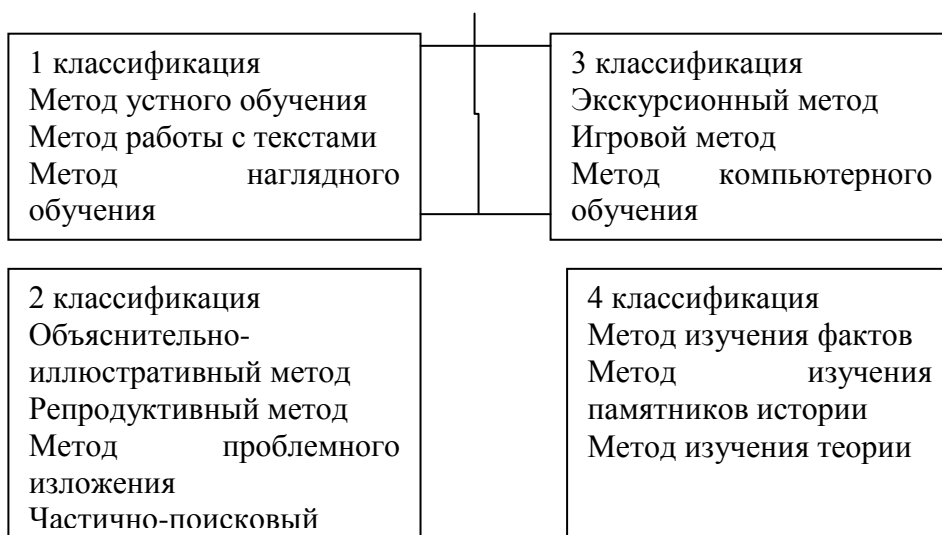 1 классификация
Метод устного обучения
Метод работы с текстами
Метод наглядного
обучения
3 классификация
Экскурсионный метод
Игровой метод
Метод компьютерного
обучения
2 классификация
Объяснительно-
иллюстративный метод
Репродуктивный метод
Метод проблемного
изложения
Частично-поисковый
4 классификация
Метод изучения фактов
Метод изучения
памятников истории
Метод изучения теории